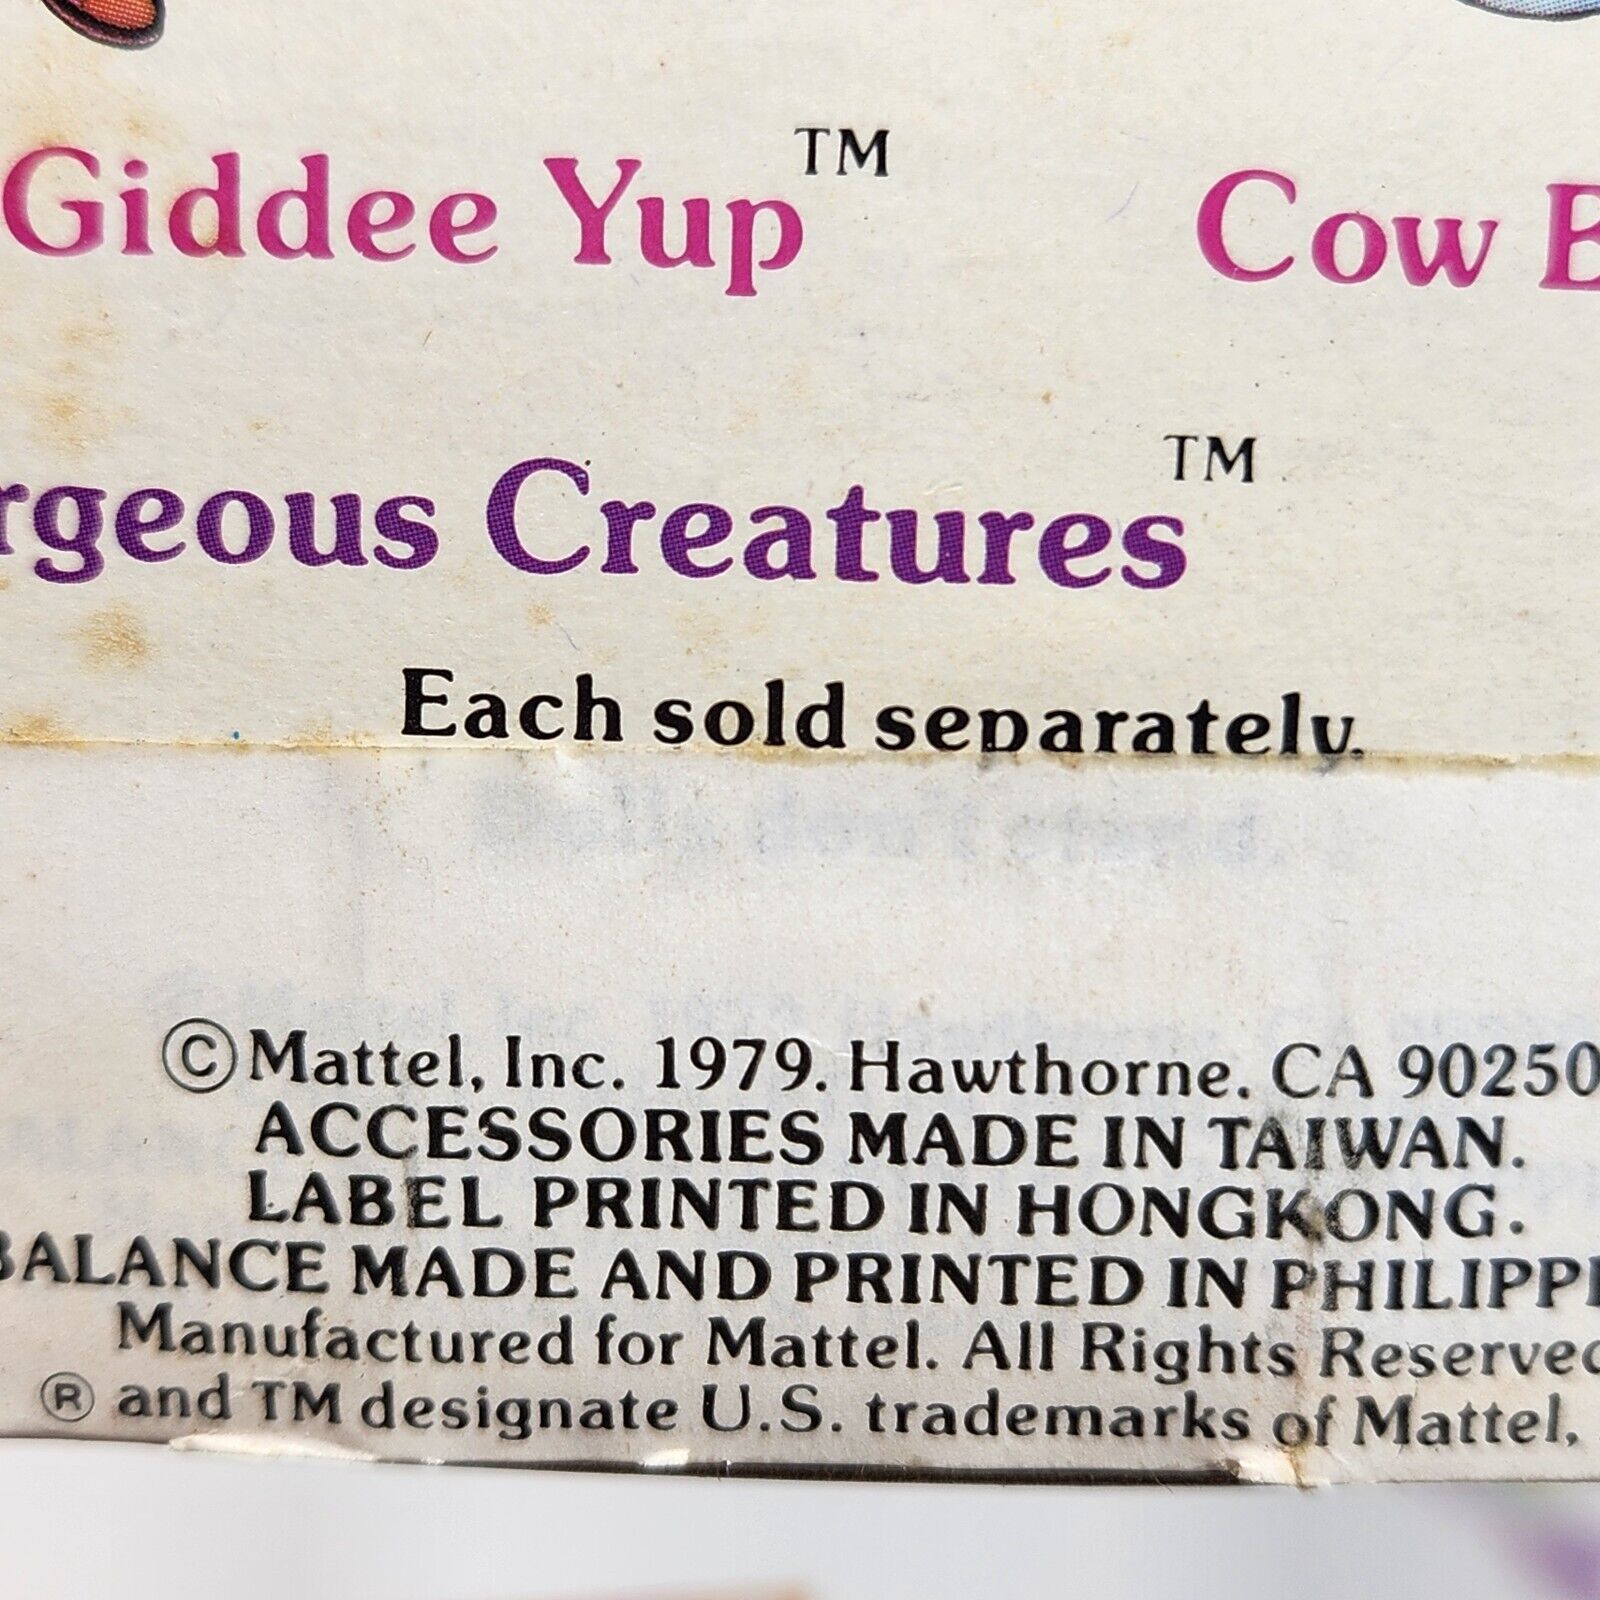 Giddee Yup™
Cow B
rgeous Creatures™
Each sold separately.
©Mattel, Inc. 1979. Hawthorne, CA 90250
ACCESSORIES MADE IN TAIWAN.
LABEL PRINTED IN HONGKONG.
BALANCE MADE AND PRINTED IN PHILIPPI
Manufactured for Mattel. All Rights Reserved
® and TM designate U.S. trademarks of Mattel,